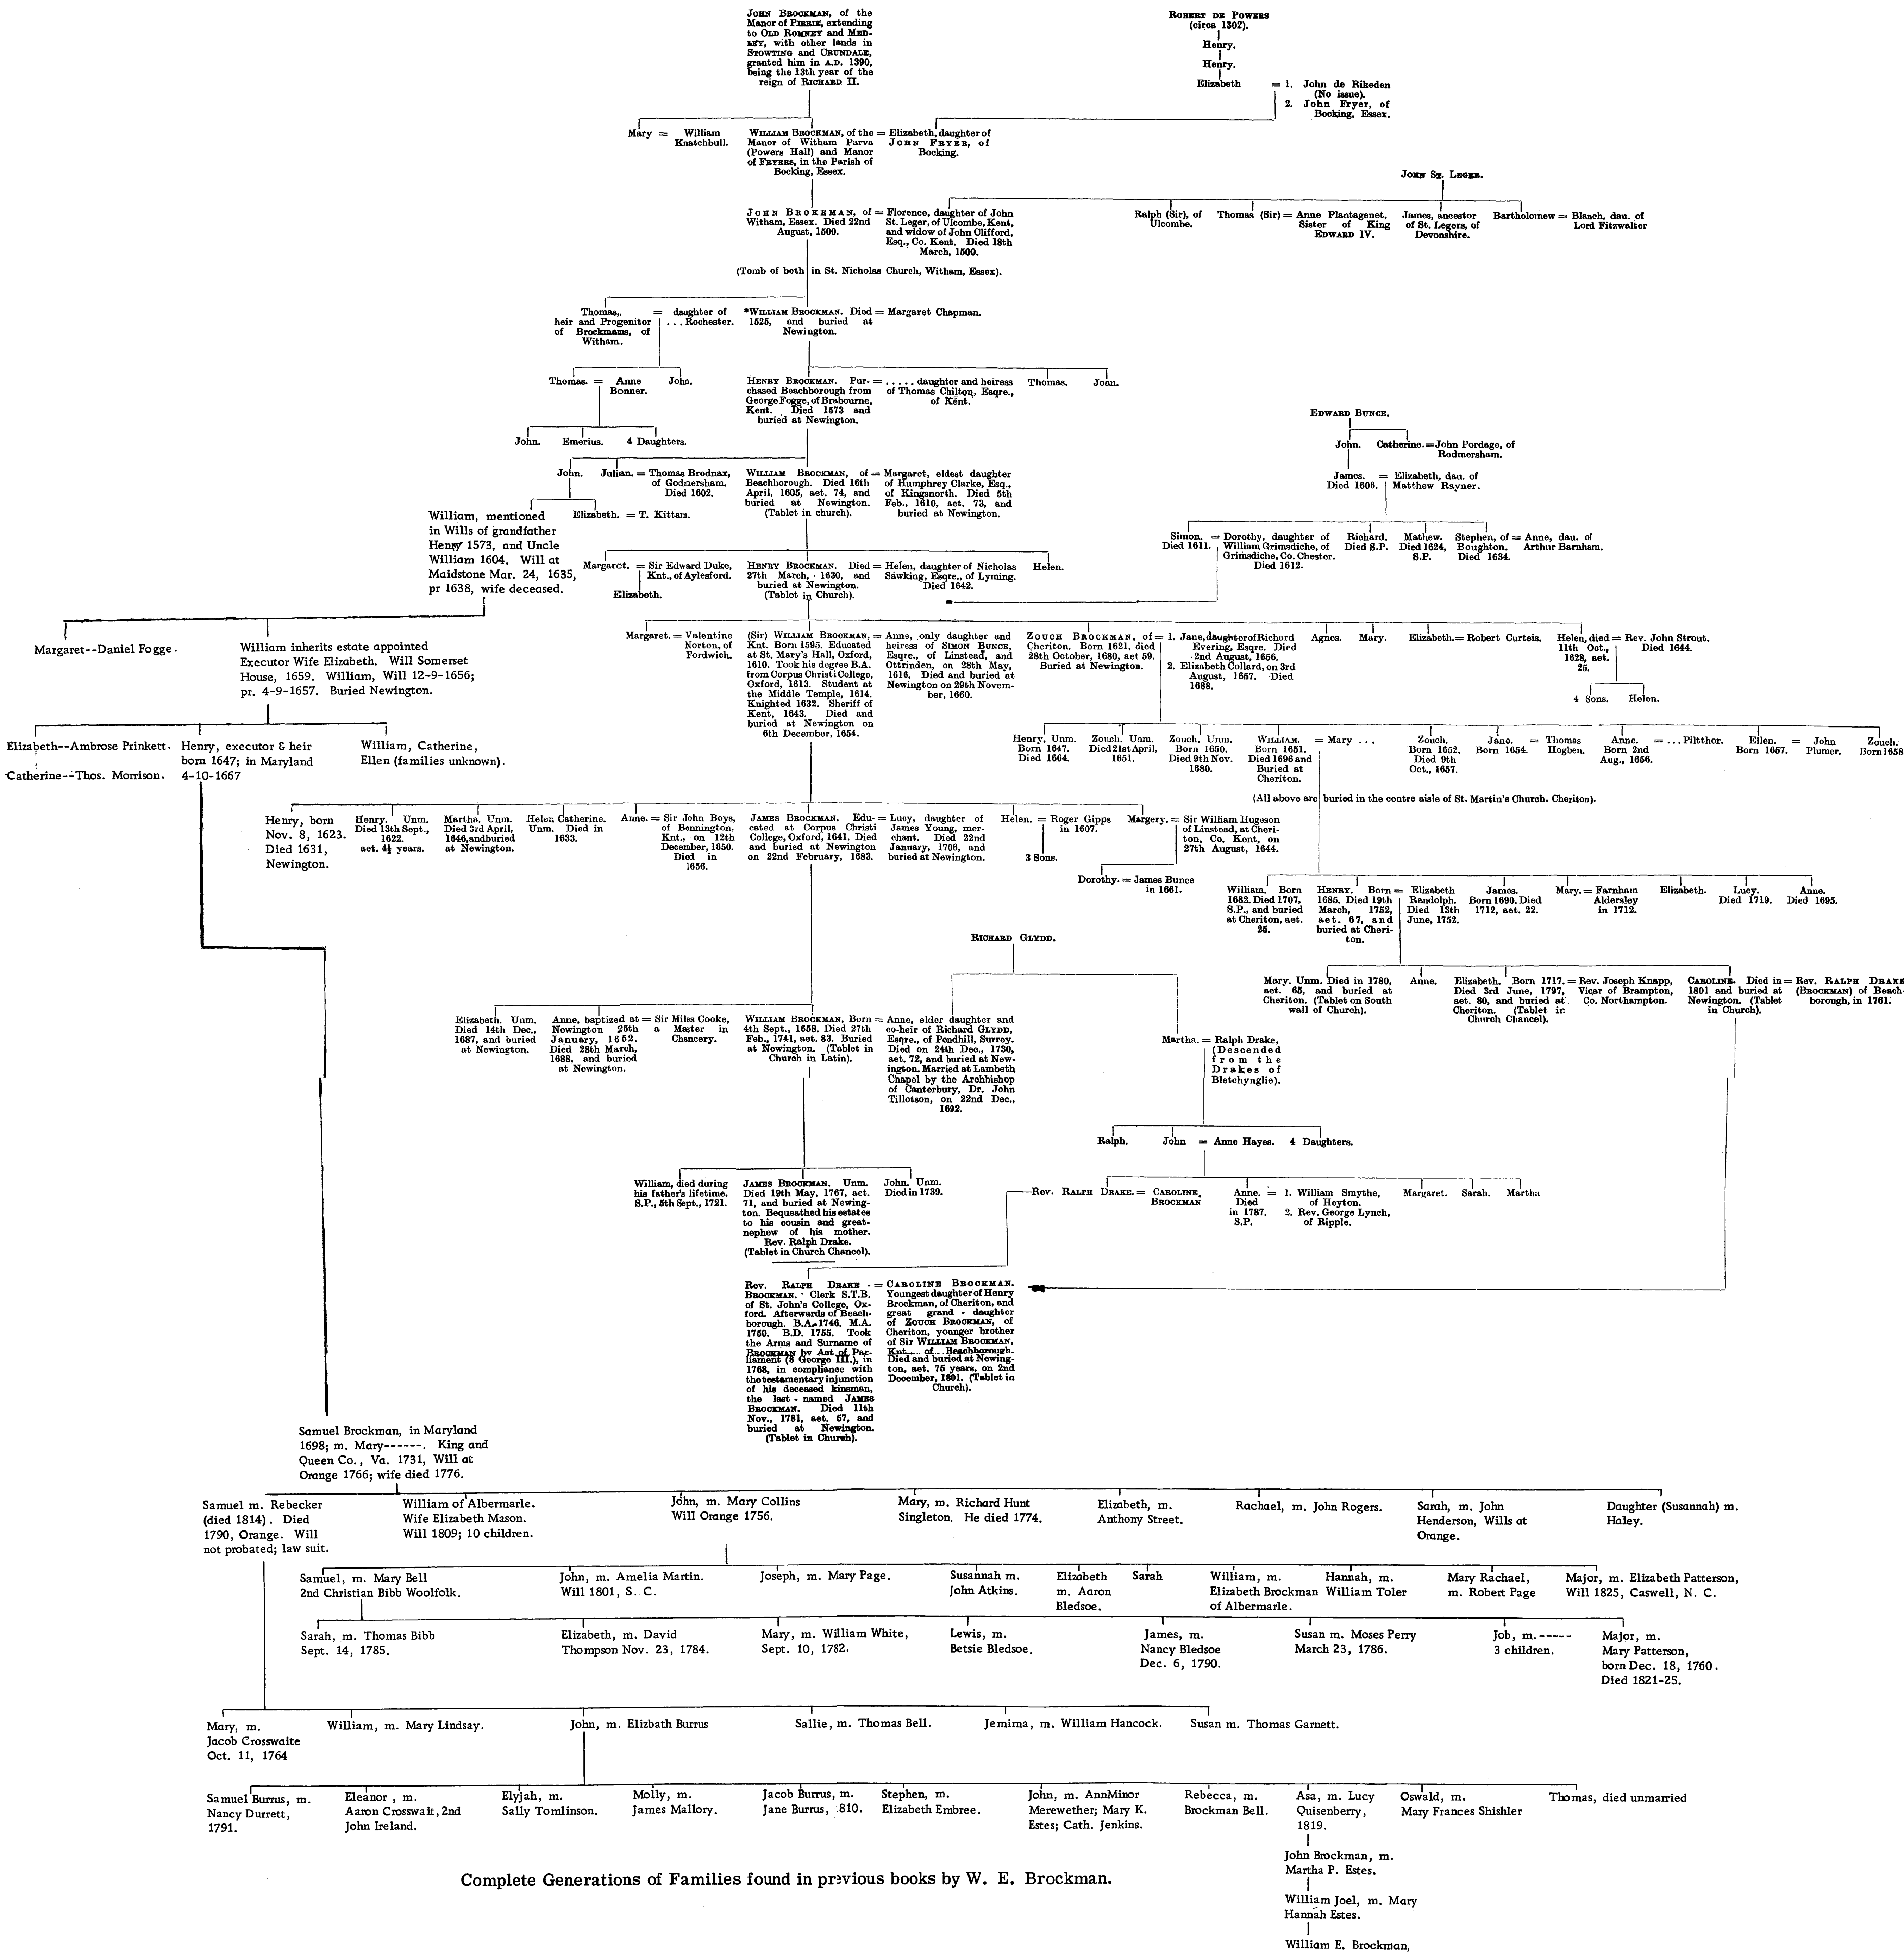 JOHN BROCKMAN, of the
Manor of PIRRIE, extending
to OLD ROMNEY and MED-
LEY, with other lands in
STOWTING and CRUNDALE,
granted him in A.D. 1390,
being the 13th year of the
reign of RICHARD II.
ROBERT DE POWERS
(circa 1302).
Henry.
Henry.
Elizabeth = 1. John de Rikeden
(No issue).
2. John Fryer, of
Bocking, Essex.
Mary = William
Knatchbull.
WILLIAM BROCKMAN, of the
Manor of Witham Parva
(Powers Hall) and Manor
of FRYERS, in the Parish of
Bocking, Essex.
= Elizabeth, daughter of
JOHN FRYER, of
Bocking.
JOHN ST. LEGER.
JOHN BROKEMAN, of
Witham, Essex. Died 22nd
August, 1500.
= Florence, daughter of John
St. Leger, of Ulcombe, Kent,
and widow of John Clifford,
Esq., Co. Kent. Died 18th
March, 1500.
Ralph (Sir), of
Ulcombe.
Thomas (Sir) = Anne Plantagenet,
Sister of King
EDWARD IV.
James, ancestor
of St. Legers, of
Devonshire.
Bartholomew = Blanch, dau. of
Lord Fitzwalter
(Tomb of both in St. Nicholas Church, Witham, Essex).
Thomas,
heir and Progenitor
of Brockmans, of
Witham.
= daughter of
. . . Rochester.
*WILLIAM BROCKMAN. Died
1525, and buried at
Newington.
= Margaret Chapman.
Thomas. = Anne
Bonner.
John.
HENRY BROCKMAN. Pur-
chased Beachborough from
George Fogge, of Brabourne,
Kent. Died 1573 and
buried at Newington.
= . . . . . daughter and heiress
of Thomas Chilton, Esqre.,
of Kent.
Thomas.
Joan.
John.
Emerius.
4 Daughters.
EDWARD BUNCE.
John.
Catherine. = John Pordage, of
Rodmersham.
James.
Died 1606.
= Elizabeth, dau. of
Matthew Rayner.
John.
Julian. = Thomas Brodnax,
of Godmersham.
Died 1602.
WILLIAM BROCKMAN, of
Beachborough. Died 16th
April, 1605, aet. 74, and
buried at Newington.
(Tablet in church).
= Margaret, eldest daughter
of Humphrey Clarke, Esq.,
of Kingsnorth. Died 5th
Feb., 1610, aet. 73, and
buried at Newington.
William, mentioned
in Wills of grandfather
Henry 1573, and Uncle
William 1604. Will at
Maidstone Mar. 24, 1635,
pr 1638, wife deceased.
Elizabeth. = T. Kittam.
Simon.
Died 1611.
= Dorothy, daughter of
William Grimsdiche, of
Grimsdiche, Co. Chester.
Died 1612.
Richard.
Died S.P.
Mathew.
Died 1624,
S.P.
Stephen, of
Boughton.
Died 1634.
= Anne, dau. of
Arthur Barnham.
Margaret. = Sir Edward Duke,
Knt., of Aylesford.
Elizabeth.
HENRY BROCKMAN. Died
27th March, 1630, and
buried at Newington.
(Tablet in Church).
= Helen, daughter of Nicholas
Sawking, Esqre., of Lyming.
Died 1642.
Helen.
Margaret--Daniel Fogge.
William inherits estate appointed
Executor Wife Elizabeth. Will Somerset
House, 1659. William, Will 12-9-1656;
pr. 4-9-1657. Buried Newington.
Margaret. = Valentine
Norton, of
Fordwich.
(Sir) WILLIAM BROCKMAN,
Knt. Born 1595. Educated
at St. Mary's Hall, Oxford,
1610. Took his degree B.A.
from Corpus Christi College,
Oxford, 1613. Student at
the Middle Temple, 1614.
Knighted 1632. Sheriff of
Kent, 1643. Died and
buried at Newington on
6th December, 1654.
= Anne, only daughter and
heiress of SIMON BUNCE,
Esqre., of Linstead, and
Ottrinden, on 28th May,
1616. Died and buried at
Newington on 29th Novem-
ber, 1660.
ZOUCH BROCKMAN, of
Cheriton. Born 1621, died
28th October, 1680, aet 59.
Buried at Newington.
= 1. Jane, daughter of Richard
Evering, Esqre. Died
2nd August, 1656.
2. Elizabeth Collard, on 3rd
August, 1657. Died
1688.
Agnes.
Mary.
Elizabeth. = Robert Curteis.
Helen, died
11th Oct.,
1628, aet.
25.
= Rev. John Strout.
Died 1644.
4 Sons.
Helen.
Elizabeth--Ambrose Prinkett.
Catherine--Thos. Morrison.
Henry, executor & heir
born 1647; in Maryland
4-10-1667
William, Catherine,
Ellen (families unknown).
Henry, Unm.
Born 1647.
Died 1664.
Zouch. Unm.
Died 21st April,
1651.
Zouch. Unm.
Born 1650.
Died 9th Nov.
1680.
WILLIAM.
Born 1651.
Died 1696 and
Buried at
Cheriton.
= Mary ...
Zouch.
Born 1652.
Died 9th
Oct., 1657.
Jane.
Born 1654.
= Thomas
Hogben.
Anne.
Born 2nd
Aug., 1656.
= ... Piltthor.
Ellen.
Born 1657.
= John
Plumer.
Zouch.
Born 1658
(All above are buried in the centre aisle of St. Martin's Church. Cheriton).
Henry, born
Nov. 8, 1623.
Died 1631,
Newington.
Henry. Unm.
Died 13th Sept.,
1622.
aet. 4½ years.
Martha. Unm.
Died 3rd April,
1646, and buried
at Newington.
Helen Catherine.
Unm. Died in
1633.
Anne. = Sir John Boys,
of Bennington,
Knt., on 12th
December, 1650.
Died in
1656.
JAMES BROCKMAN. Edu-
cated at Corpus Christi
College, Oxford, 1641. Died
and buried at Newington
on 22nd February, 1683.
= Lucy, daughter of
James Young, mer-
chant. Died 22nd
January, 1706, and
buried at Newington.
Helen. = Roger Gipps
in 1607.
3 Sons.
Margery. = Sir William Hugeson
of Linstead, at Cheri-
ton, Co. Kent, on
27th August, 1644.
Dorothy. = James Bunce
in 1661.
William. Born
1682. Died 1707,
S.P., and buried
at Cheriton, aet.
25.
HENRY. Born
1685. Died 19th
March, 1752,
aet. 67, and
buried at Cheri-
ton.
= Elizabeth
Randolph.
Died 13th
June, 1752.
James.
Born 1690. Died
1712, aet. 22.
Mary. = Farnham
Aldersley
in 1712.
Elizabeth.
Lucy.
Died 1719.
Anne.
Died 1695.
RICHARD GLYDD.
Mary. Unm. Died in 1780,
aet. 65, and buried at
Cheriton. (Tablet on South
wall of Church).
Anne.
Elizabeth. Born 1717.
Died 3rd June, 1797,
aet. 80, and buried at
Cheriton. (Tablet in
Church Chancel).
= Rev. Joseph Knapp,
Vicar of Brampton,
Co. Northampton.
CAROLINE. Died in
1801 and buried at
Newington. (Tablet
in Church).
= Rev. RALPH DRAKE
(BROCKMAN) of Beach-
borough, in 1761.
Elizabeth. Unm.
Died 14th Dec.,
1687, and buried
at Newington.
Anne, baptized at
Newington 25th
January, 1652.
Died 28th March,
1688, and buried
at Newington.
= Sir Miles Cooke,
a Master in
Chancery.
WILLIAM BROCKMAN, Born
4th Sept., 1658. Died 27th
Feb., 1741, aet. 83. Buried
at Newington. (Tablet in
Church in Latin).
= Anne, elder daughter and
co-heir of Richard GLYDD,
Esqre., of Pendhill, Surrey.
Died on 24th Dec., 1730,
aet. 72, and buried at New-
ington. Married at Lambeth
Chapel by the Archbishop
of Canterbury, Dr. John
Tillotson, on 22nd Dec.,
1692.
Martha. = Ralph Drake,
(Descended
from the
Drakes of
Bletchynglie).
Ralph.
John = Anne Hayes.
4 Daughters.
William, died during
his father's lifetime.
S.P., 5th Sept., 1721.
JAMES BROCKMAN. Unm.
Died 19th May, 1767, aet.
71, and buried at Newing-
ton. Bequeathed his estates
to his cousin and great-
nephew of his mother.
Rev. Ralph Drake.
(Tablet in Church Chancel).
John. Unm.
Died in 1739.
Rev. RALPH DRAKE. = CAROLINE,
BROCKMAN
Anne.
Died
in 1787.
S.P.
= 1. William Smythe,
of Heyton.
2. Rev. George Lynch,
of Ripple.
Margaret.
Sarah.
Martha
Rev. RALPH DRAKE -
BROCKMAN. Clerk S.T.B.
of St. John's College, Ox-
ford. Afterwards of Beach-
borough. B.A. 1746. M.A.
1750. B.D. 1755. Took
the Arms and Surname of
BROCKMAN by Act of Par-
liament (8 George III.), in
1768, in compliance with
the testamentary injunction
of his deceased kinsman,
the last - named JAMES
BROCKMAN. Died 11th
Nov., 1781, aet. 57, and
buried at Newington.
(Tablet in Church).
= CAROLINE BROCKMAN.
Youngest daughter of Henry
Brockman, of Cheriton, and
great grand - daughter
of ZOUCH BROCKMAN, of
Cheriton, younger brother
of Sir WILLIAM BROCKMAN,
Knt., of Beachborough.
Died and buried at Newing-
ton, aet. 75 years, on 2nd
December, 1801. (Tablet in
Church).
Samuel Brockman, in Maryland
1698; m. Mary------. King and
Queen Co., Va. 1731, Will at
Orange 1766; wife died 1776.
Samuel m. Rebecker
(died 1814). Died
1790, Orange. Will
not probated; law suit.
William of Albermarle.
Wife Elizabeth Mason.
Will 1809; 10 children.
John, m. Mary Collins
Will Orange 1756.
Mary, m. Richard Hunt
Singleton. He died 1774.
Elizabeth, m.
Anthony Street.
Rachael, m. John Rogers.
Sarah, m. John
Henderson, Wills at
Orange.
Daughter (Susannah) m.
Haley.
Samuel, m. Mary Bell
2nd Christian Bibb Woolfolk.
John, m. Amelia Martin.
Will 1801, S. C.
Joseph, m. Mary Page.
Susannah m.
John Atkins.
Elizabeth
m. Aaron
Bledsoe.
Sarah
William, m.
Elizabeth Brockman
of Albermarle.
Hannah, m.
William Toler
Mary Rachael,
m. Robert Page
Major, m. Elizabeth Patterson,
Will 1825, Caswell, N. C.
Sarah, m. Thomas Bibb
Sept. 14, 1785.
Elizabeth, m. David
Thompson Nov. 23, 1784.
Mary, m. William White,
Sept. 10, 1782.
Lewis, m.
Betsie Bledsoe.
James, m.
Nancy Bledsoe
Dec. 6, 1790.
Susan m. Moses Perry
March 23, 1786.
Job, m.-----
3 children.
Major, m.
Mary Patterson,
born Dec. 18, 1760.
Died 1821-25.
Mary, m.
Jacob Crosswaite
Oct. 11, 1764
William, m. Mary Lindsay.
John, m. Elizbath Burrus
Sallie, m. Thomas Bell.
Jemima, m. William Hancock.
Susan m. Thomas Garnett.
Samuel Burrus, m.
Nancy Durrett,
1791.
Eleanor , m.
Aaron Crosswait, 2nd
John Ireland.
Elyjah, m.
Sally Tomlinson.
Molly, m.
James Mallory.
Jacob Burrus, m.
Jane Burrus, .810.
Stephen, m.
Elizabeth Embree.
John, m. AnnMinor
Merewether; Mary K.
Estes; Cath. Jenkins.
Rebecca, m.
Brockman Bell.
Asa, m. Lucy
Quisenberry,
1819.
Oswald, m.
Mary Frances Shishler
Thomas, died unmarried
John Brockman, m.
Martha P. Estes.
William Joel, m. Mary
Hannah Estes.
William E. Brockman,
Complete Generations of Families found in previous books by W. E. Brockman.